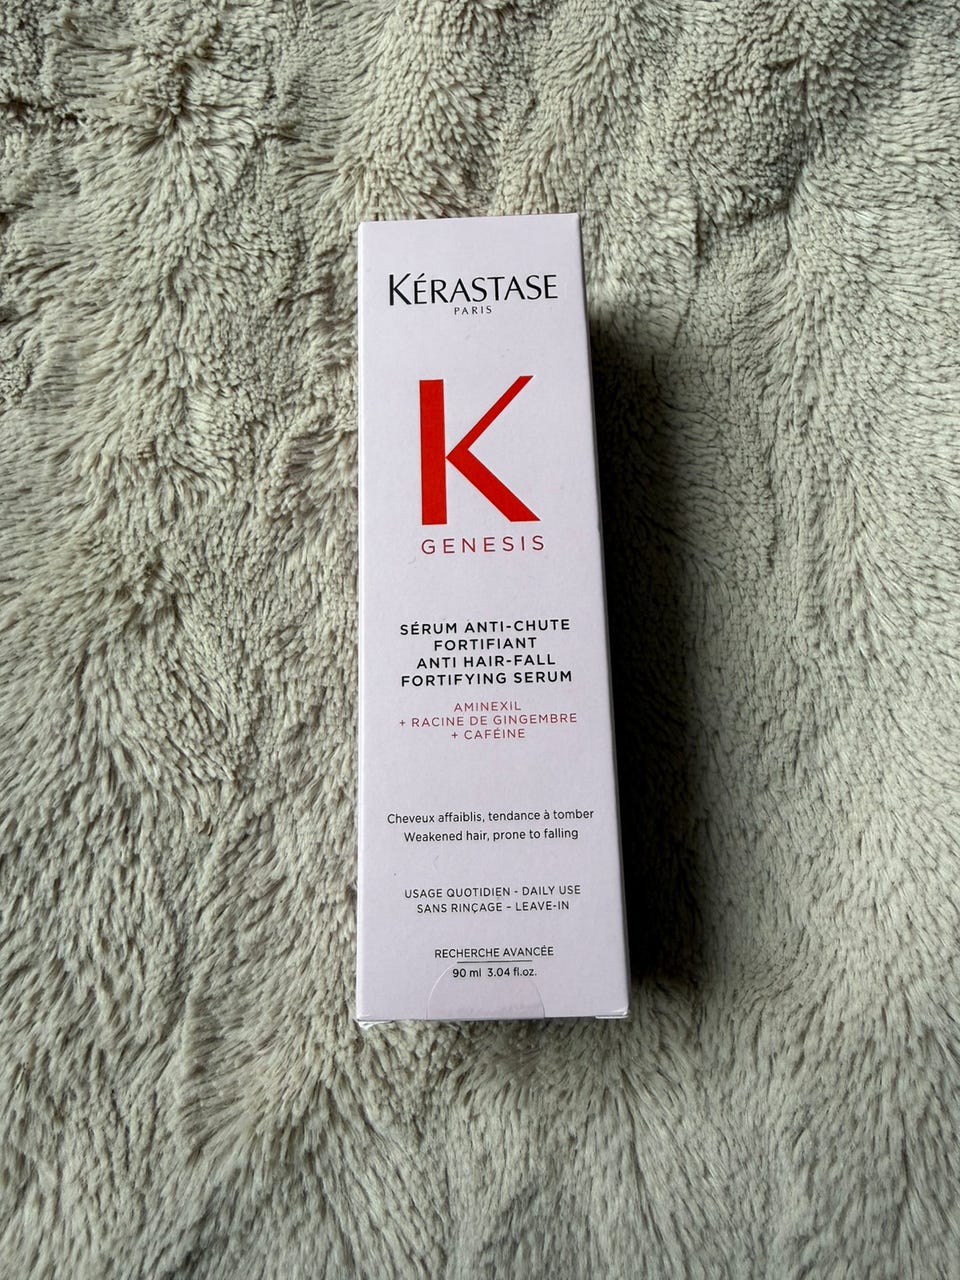 KÉRASTASE
PARIS
K
GENESIS
SÉRUM ANTI-CHUTE
FORTIFIANT
ANTI HAIR-FALL
FORTIFYING SERUM
AMINEXIL
+ RACINE DE GINGEMBRE
+ CAFÉINE
Cheveux affaiblis, tendance à tomber
Weakened hair, prone to falling
USAGE QUOTIDIEN - DAILY USE
SANS RINÇAGE – LEAVE-IN
RECHERCHE AVANCÉE
90 ml 3.04 fl.oz.